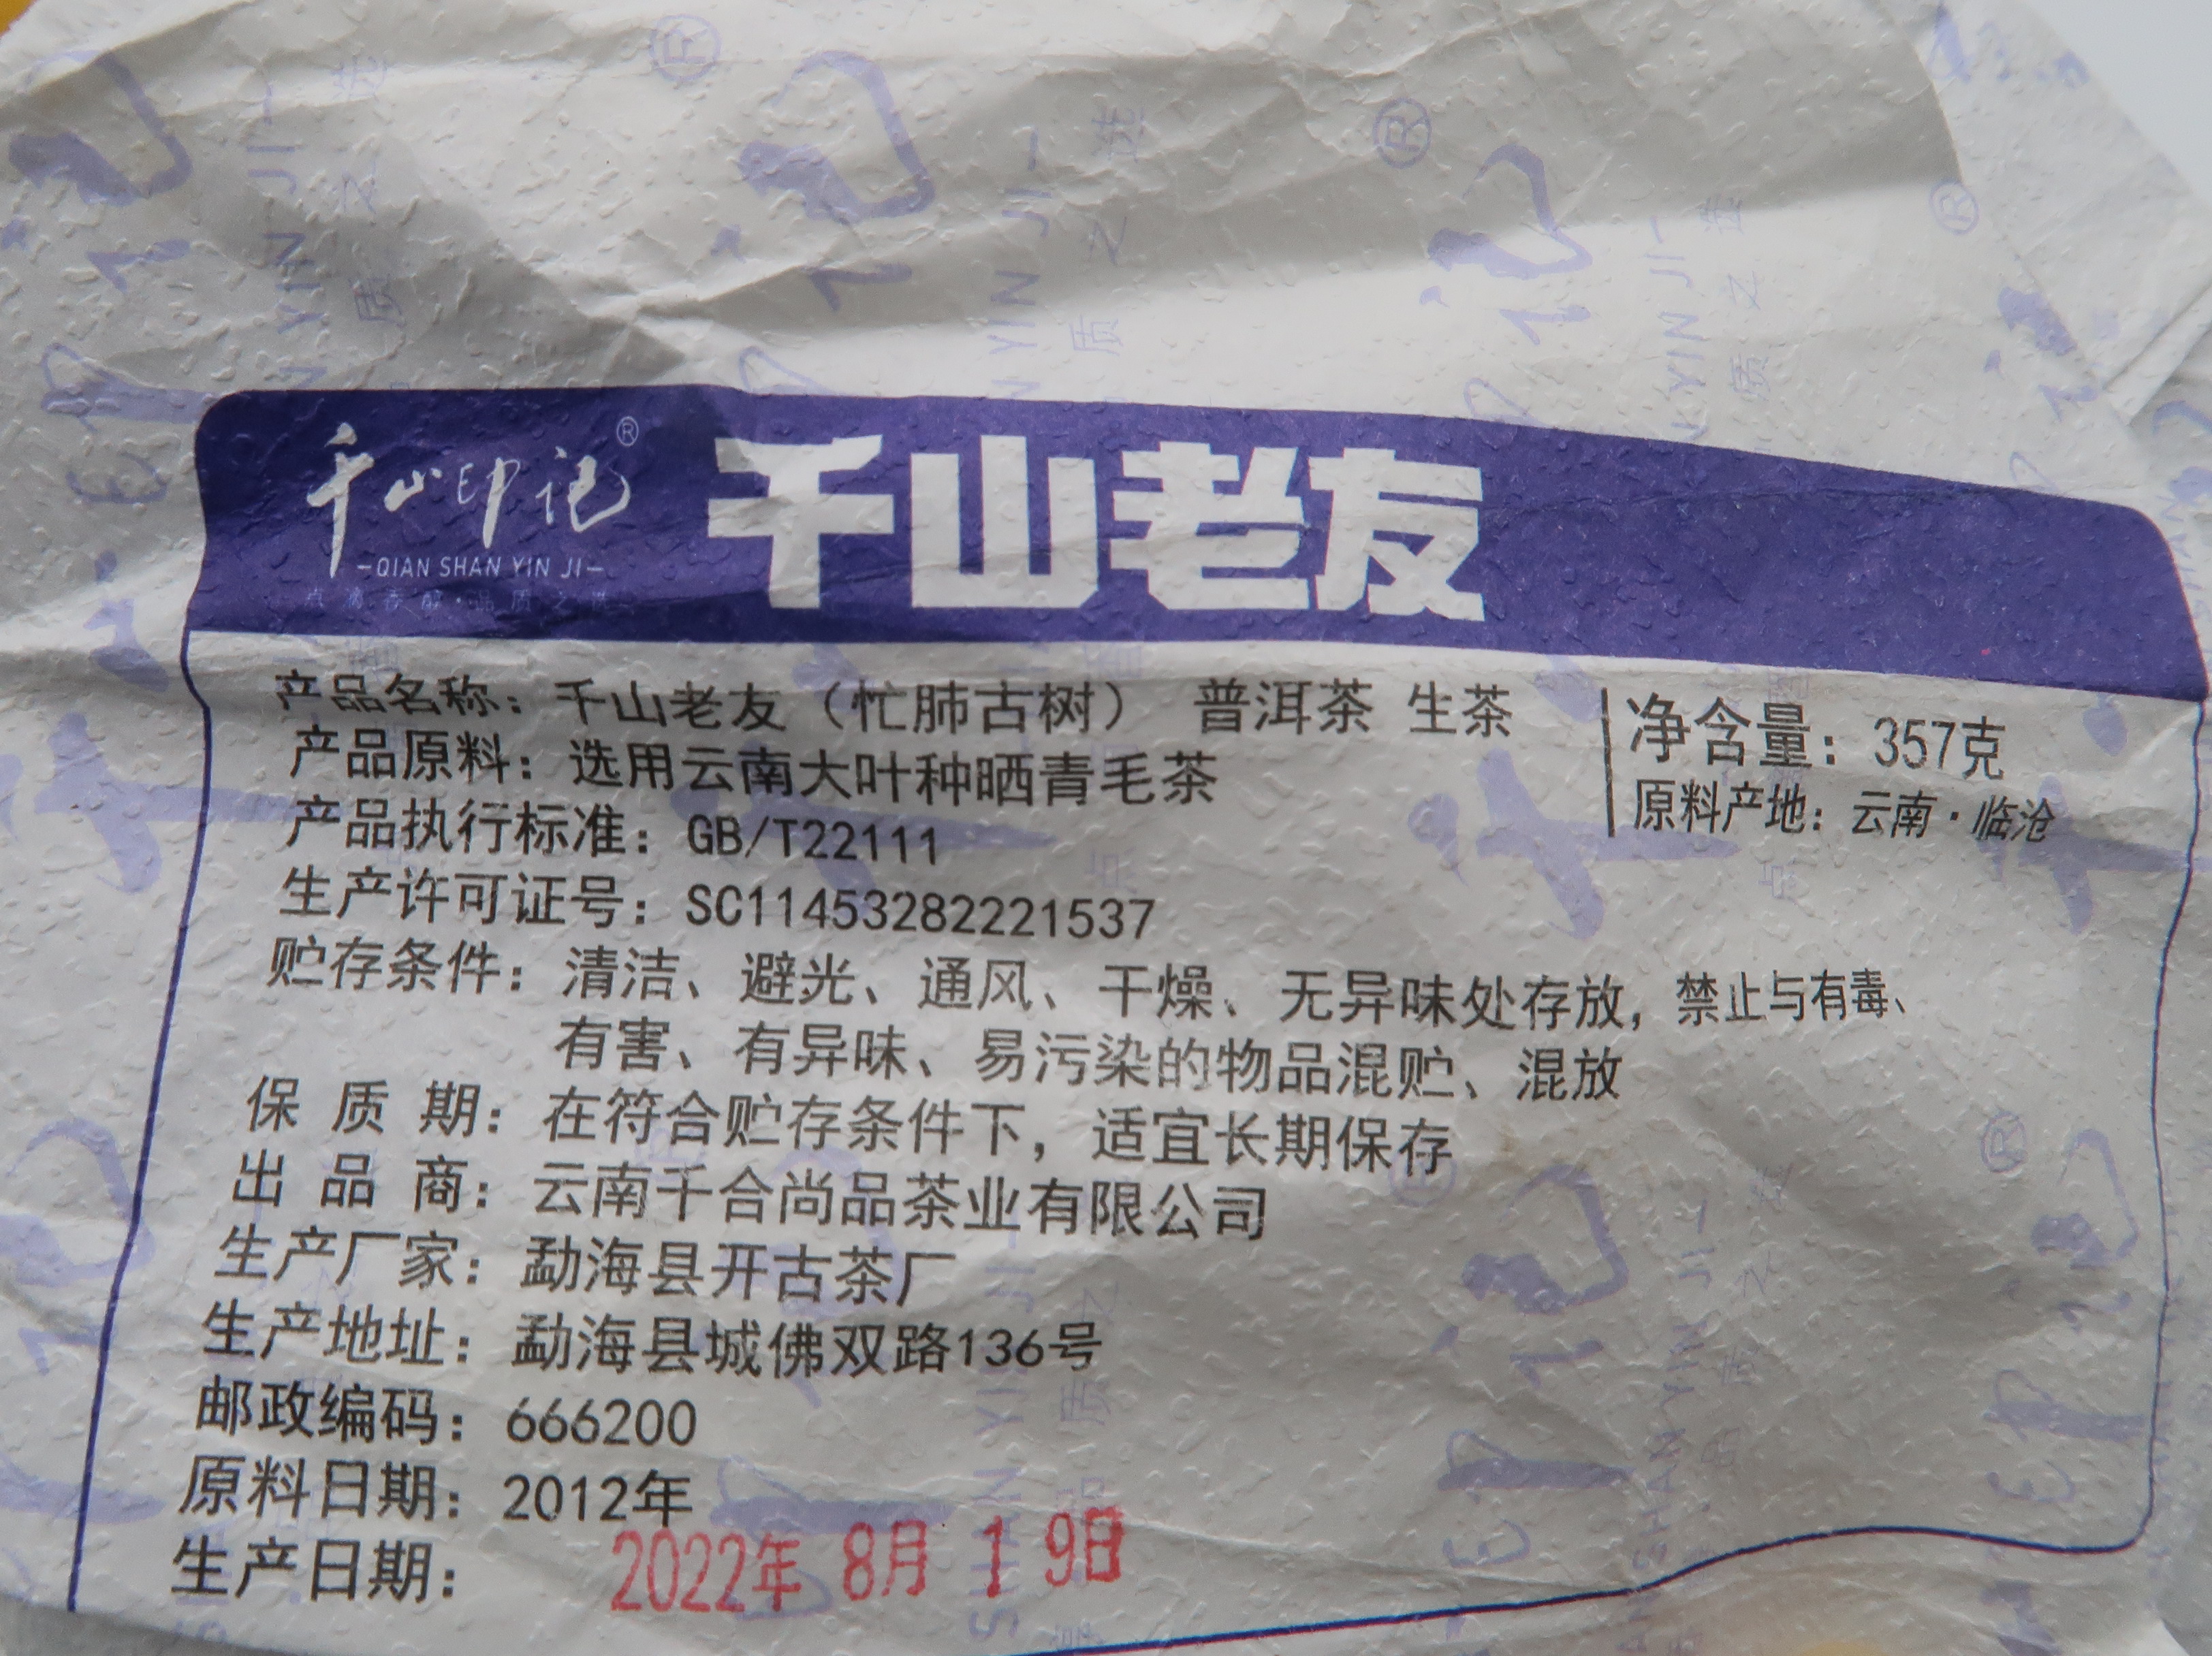 千山印记®
-QIAN SHAN YIN JI-
千山老友
产品名称：千山老友（忙肺古树） 普洱茶 生茶
产品原料：选用云南大叶种晒青毛茶
产品执行标准：GB/T22111
生产许可证号：SC11453282221537
净含量：357克
原料产地：云南·临沧
贮存条件：清洁、避光、通风、干燥、无异味处存放，禁止与有毒、
有害、有异味、易污染的物品混贮、混放
保 质 期：在符合贮存条件下，适宜长期保存
出 品 商：云南千合尚品茶业有限公司
生产厂家：勐海县开古茶厂
生产地址：勐海县城佛双路136号
邮政编码：666200
原料日期：2012年
生产日期：2022年 8月 1 9日